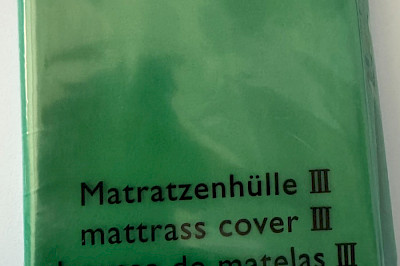 Matratzenhülle III
mattrass cover III
de matelas III